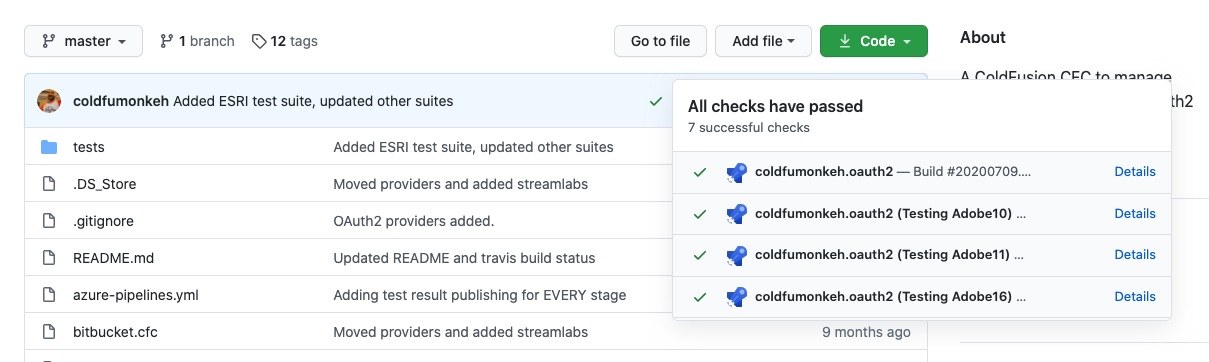 master
1 branch
12 tags
Go to file
Add file
Code
About
A ColdFusion CFC to manage
coldfumonkeh Added ESRI test suite, updated other suites
All checks have passed
7 successful checks
tests Added ESRI test suite, updated other suites
.DS_Store Moved providers and added streamlabs
.gitignore OAuth2 providers added.
README.md Updated README and travis build status
azure-pipelines.yml Adding test result publishing for EVERY stage
bitbucket.cfc Moved providers and added streamlabs 9 months ago
coldfumonkeh.oauth2 — Build #20200709.... Details
coldfumonkeh.oauth2 (Testing Adobe10) ... Details
coldfumonkeh.oauth2 (Testing Adobe11) ... Details
coldfumonkeh.oauth2 (Testing Adobe16) ... Details